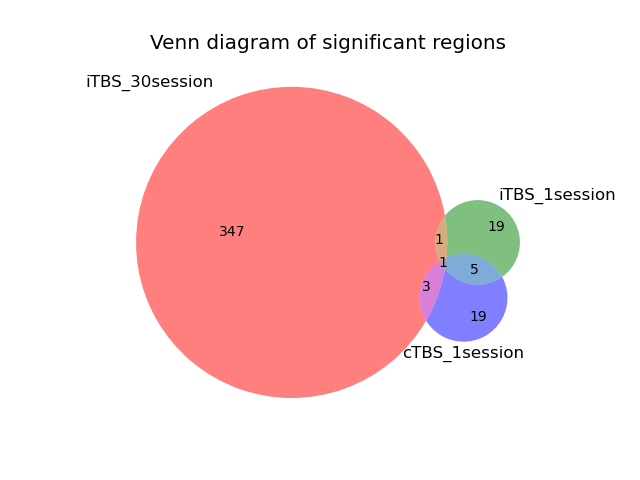 Venn diagram of significant regions
iTBS_30session
iTBS_1session
347
1
19
1
5
3
19
cTBS_1session